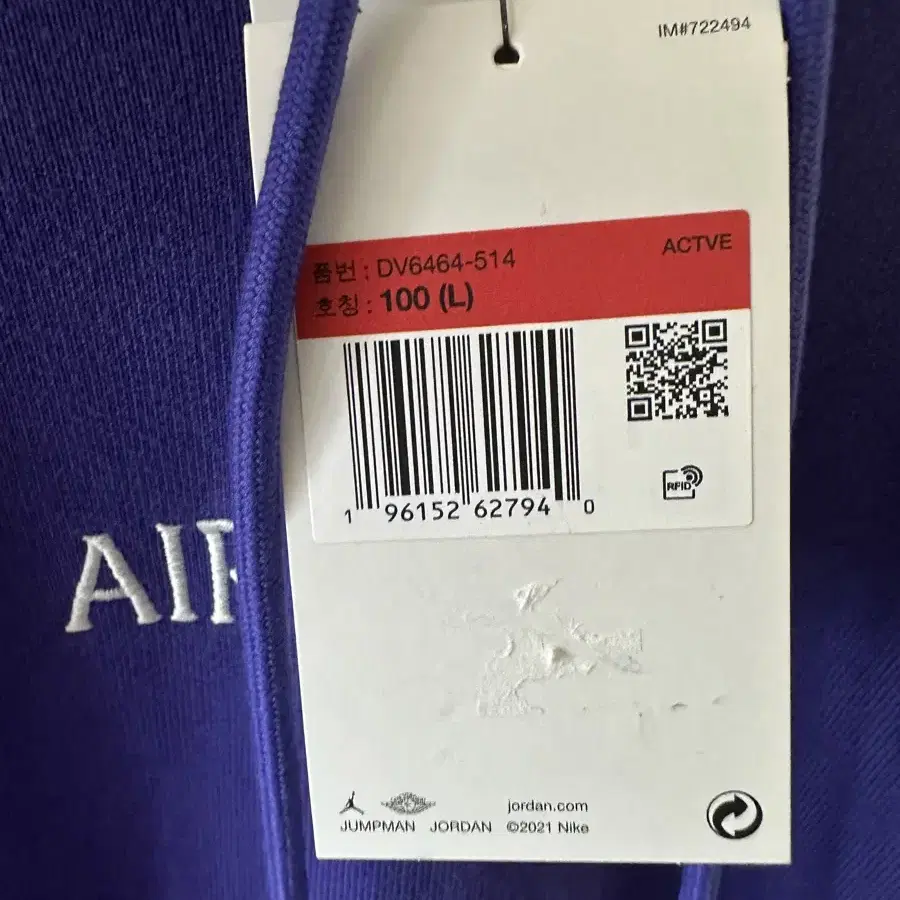 IM#722494
ACTVE
품번 : DV6464-514
호칭 : 100 (L)
1 96152 62794 0
RFID
AIR
jordan.com
JUMPMAN JORDAN ©2021 Nike